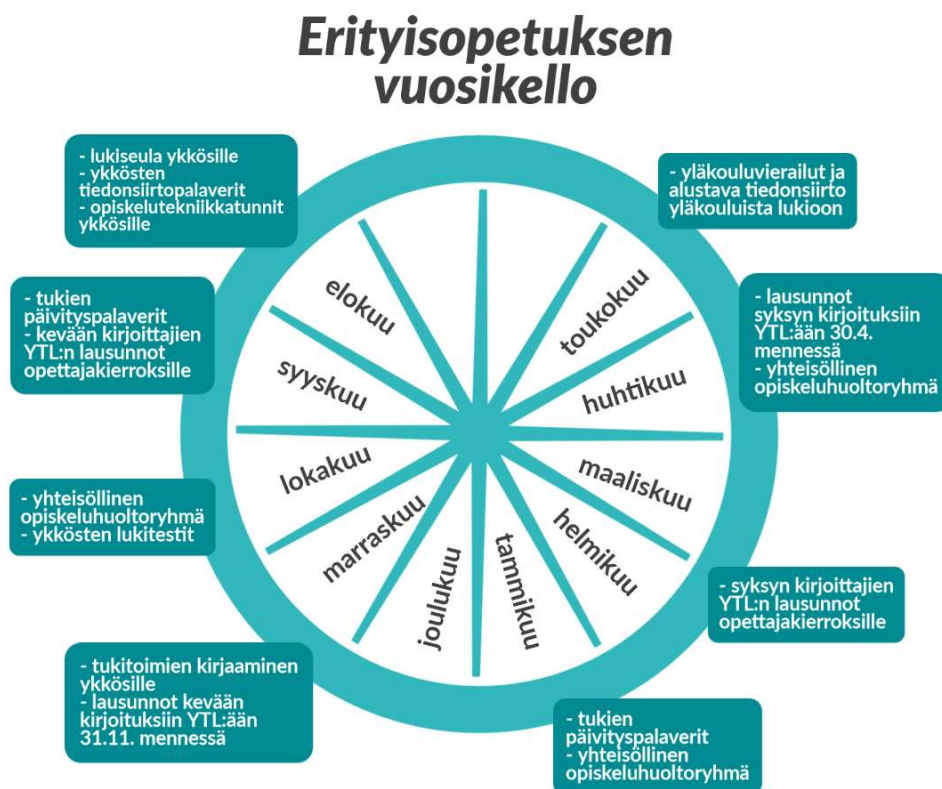 Erityisopetuksen
vuosikello
- lukiseula ykkösille
- ykkösten
tiedonsiirtopalaverit
- opiskelutekniikkatunnit
ykkösille
- tukien
päivityspalaverit
- kevään kirjoittajien
YTL:n lausunnot
opettajakierroksille
- yhteisöllinen
opiskeluhuoltoryhmä
- ykkösten lukitestit
- tukitoimien kirjaaminen
ykkösille
- lausunnot kevään
kirjoituksiin YTL:ään
31.11. mennessä
elokuu
syyskuu
lokakuu
marraskuu
joulukuu
tammikuu
helmikuu
maaliskuu
huhtikuu
toukokuu
- yläkouluvierailut ja
alustava tiedonsiirto
yläkouluista lukioon
- lausunnot
syksyn kirjoituksiin
YTL:ään 30.4.
mennessä
- yhteisöllinen
opiskeluhuoltoryhmä
- syksyn kirjoittajien
YTL:n lausunnot
opettajakierroksille
- tukien
päivityspalaverit
- yhteisöllinen
opiskeluhuoltoryhmä